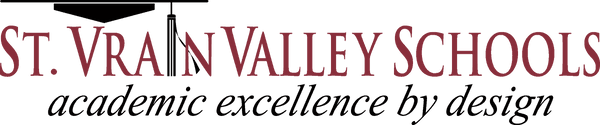 ST. VRAIN VALLEY SCHOOLS
academic excellence by design